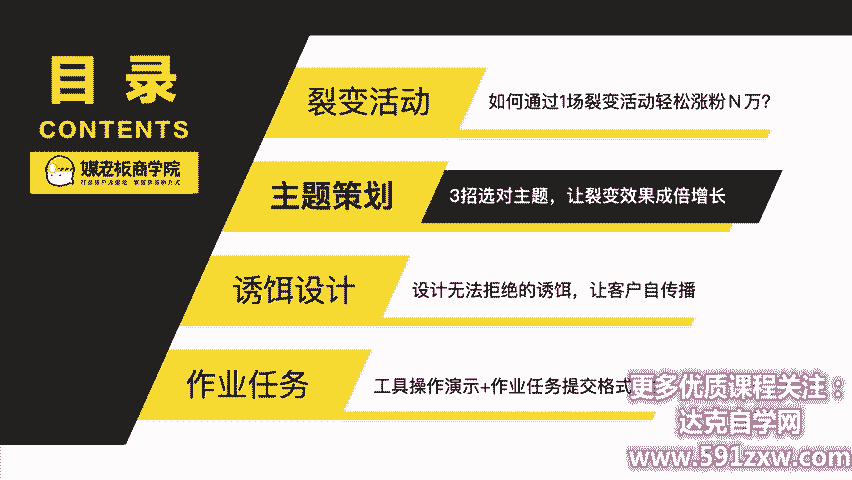 目 录
CONTENTS
媒老板商学院
裂变活动
如何通过1场裂变活动轻松涨粉N万?
主题策划
3招选对主题，让裂变效果成倍增长
诱饵设计
设计无法拒绝的诱饵，让客户自传播
作业任务
工具操作演示+作业任务提交格式
更多优质课程关注：
达克自学网
www.591zxw.com